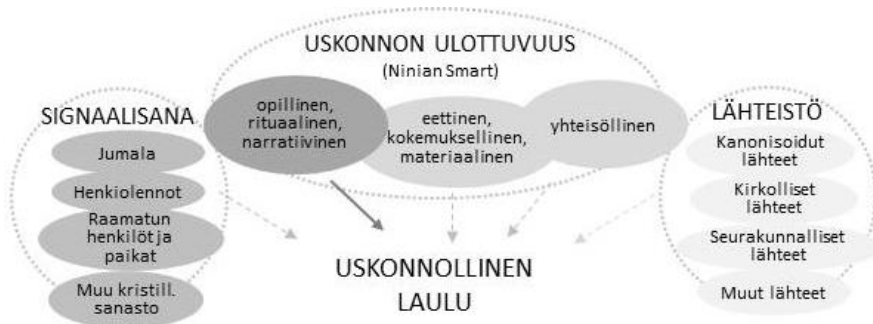 USKONNON ULOTTUVUUS
(Ninian Smart)
SIGNAALISANA
Jumala
Henkiolennot
Raamatun
henkilöt ja
paikat
Muu kristill.
sanasto
opillinen,
rituaalinen,
narratiivinen
eettinen,
kokemuksellinen,
materiaalinen
yhteisöllinen
LÄHTEISTÖ
Kanonisoidut
lähteet
Kirkolliset
lähteet
Seurakunnalliset
lähteet
Muut lähteet
USKONNOLLINEN
LAULU